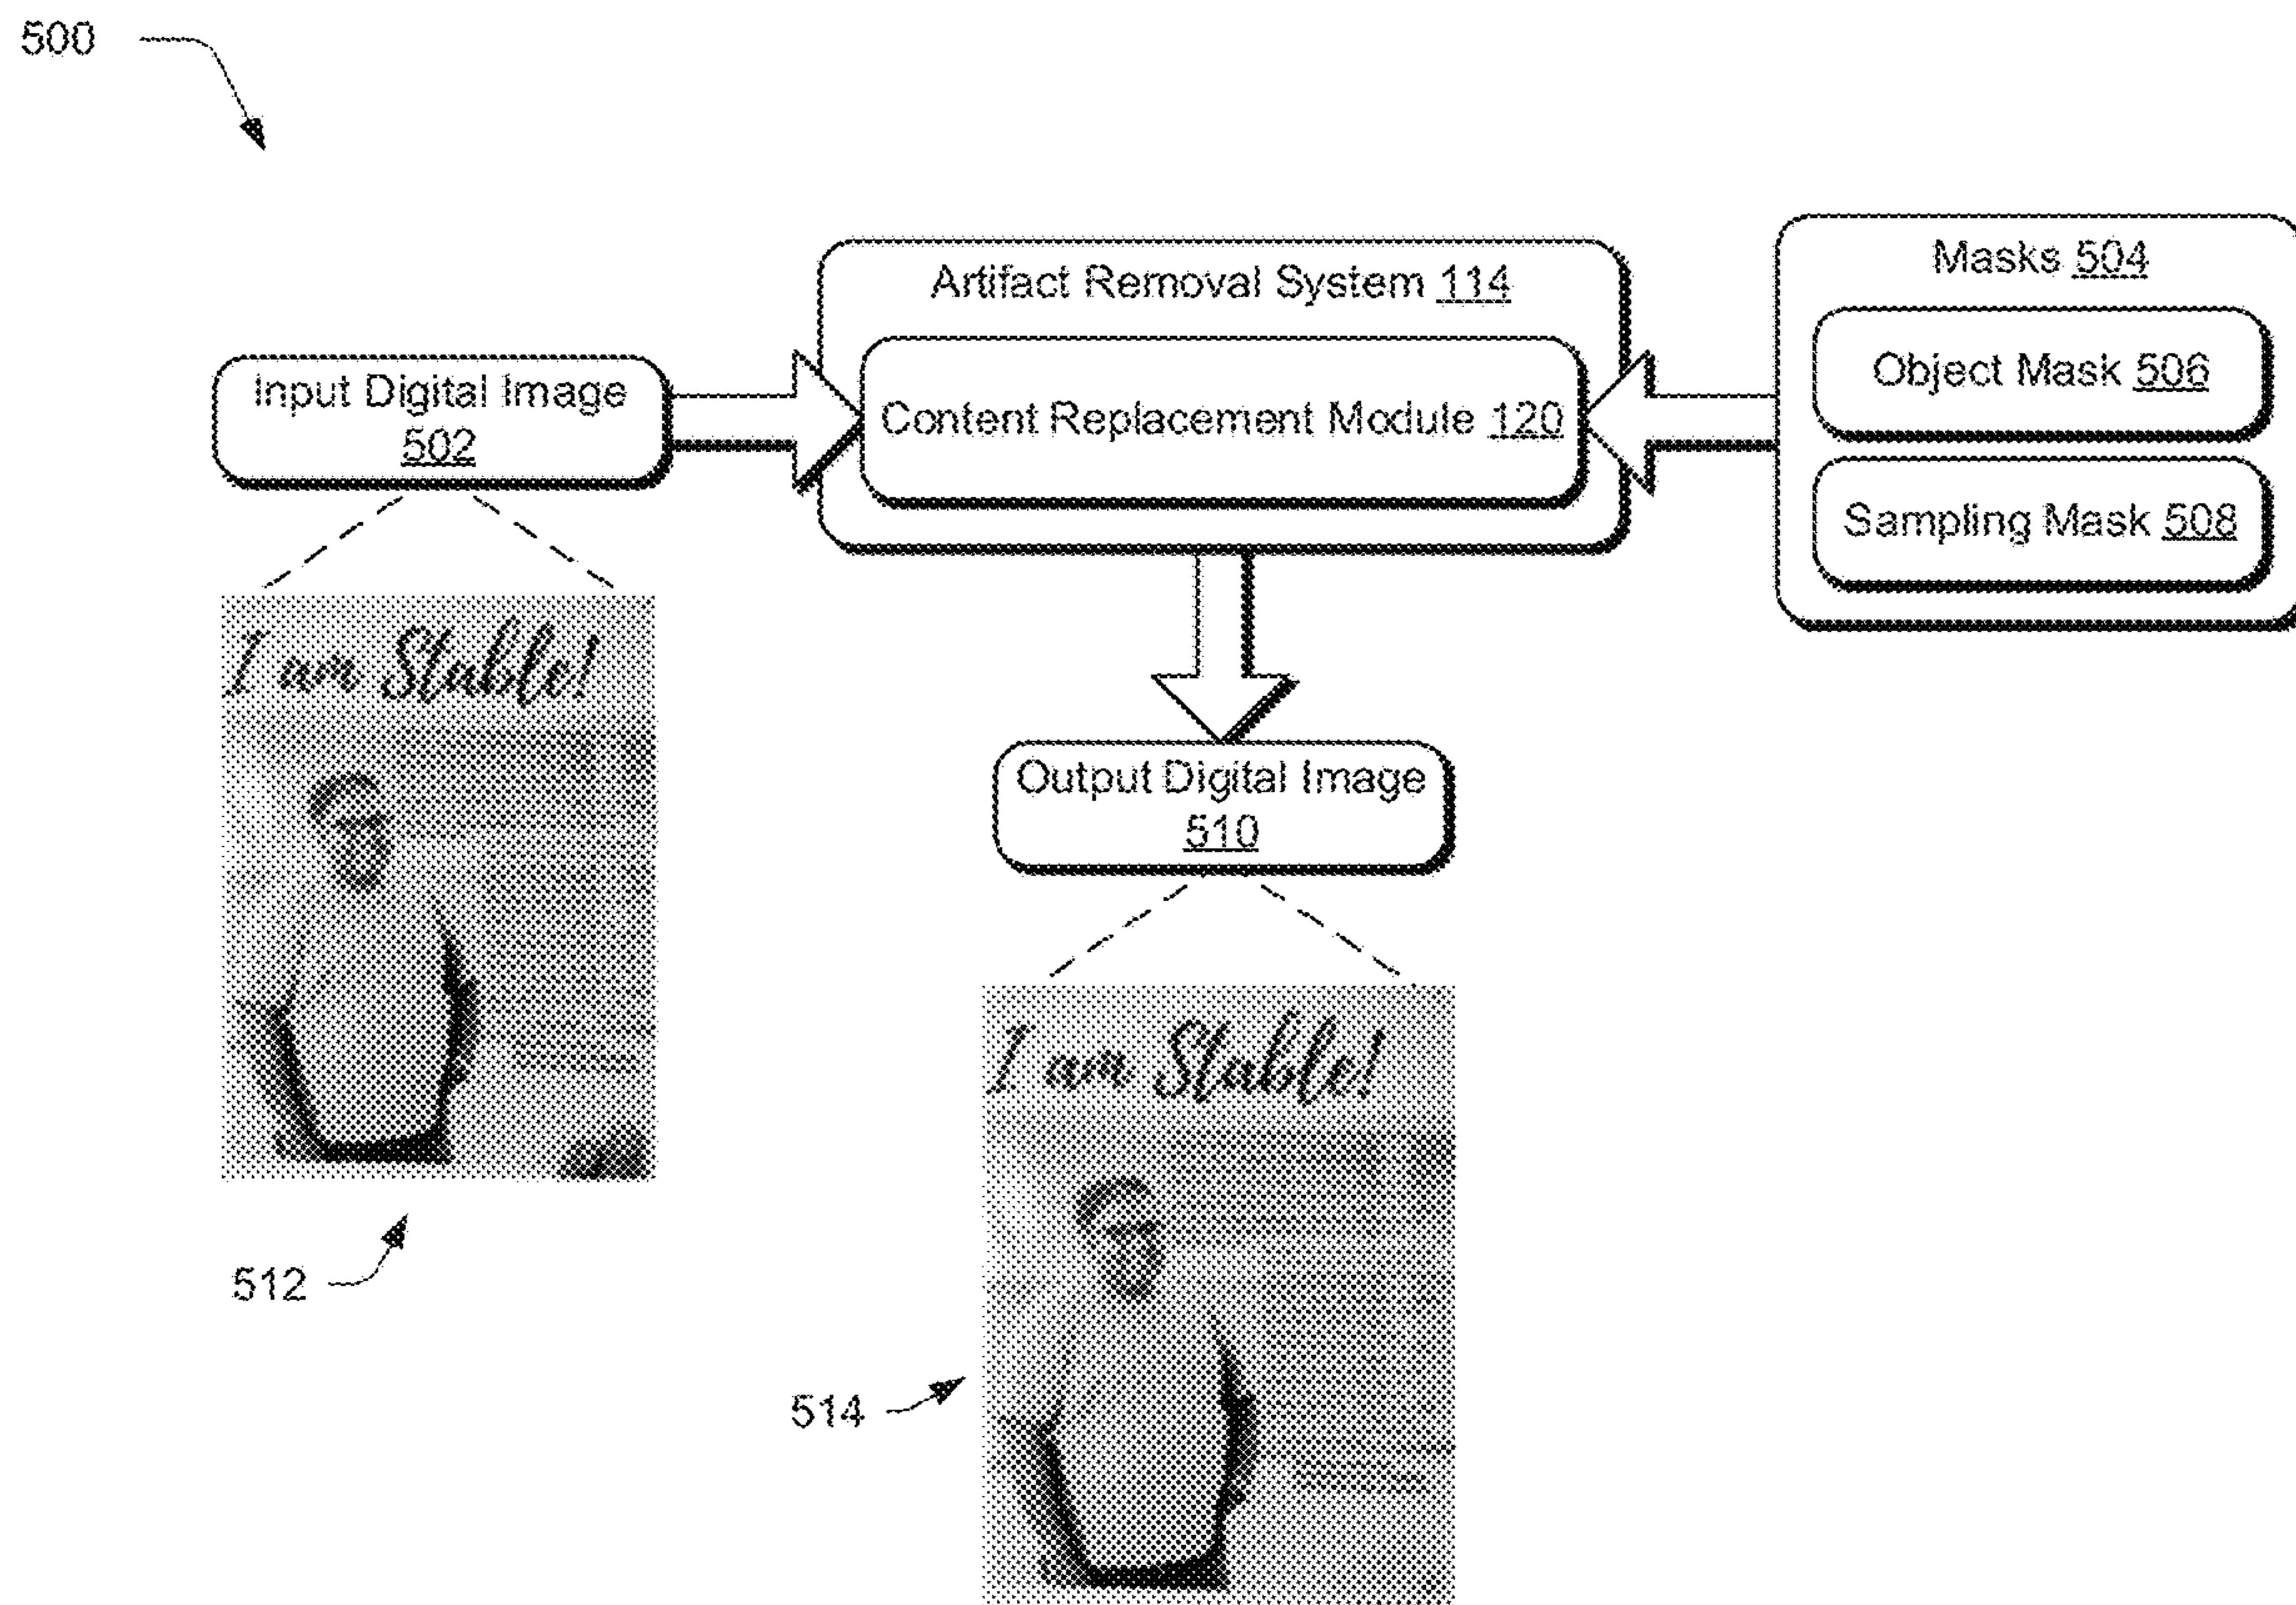 500
Artifact Removal System 114
Content Replacement Module 120
Masks 504
Object Mask 506
Sampling Mask 508
Input Digital Image
502
I am Stable!
512
Output Digital Image
510
I am Stable!
514